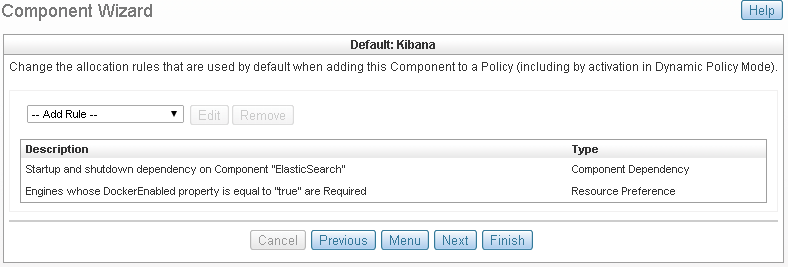 Component Wizard
Help
Default: Kibana
Change the allocation rules that are used by default when adding this Component to a Policy (including by activation in Dynamic Policy Mode).
-- Add Rule -- Edit Remove
Description Type
Startup and shutdown dependency on Component "ElasticSearch" Component Dependency
Engines whose DockerEnabled property is equal to "true" are Required Resource Preference
Cancel Previous Menu Next Finish